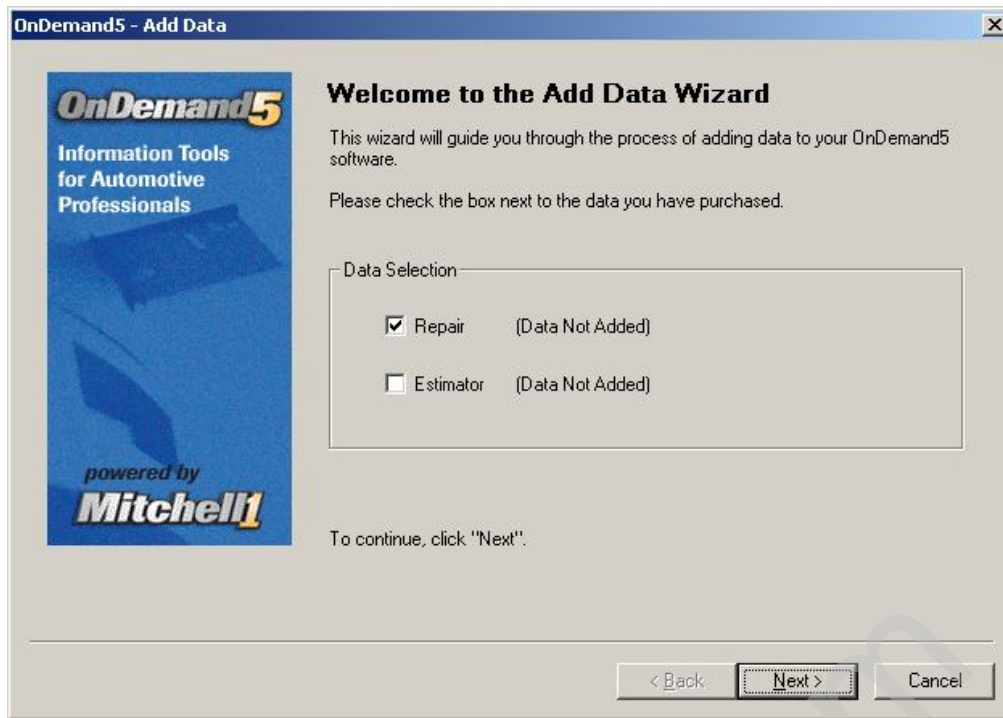 OnDemand5 - Add Data
OnDemand5
Information Tools
for Automotive
Professionals
powered by
Mitchell1
Welcome to the Add Data Wizard
This wizard will guide you through the process of adding data to your OnDemand5
software.
Please check the box next to the data you have purchased.
Data Selection
Repair (Data Not Added)
Estimator (Data Not Added)
To continue, click "Next".
< Back Next > Cancel